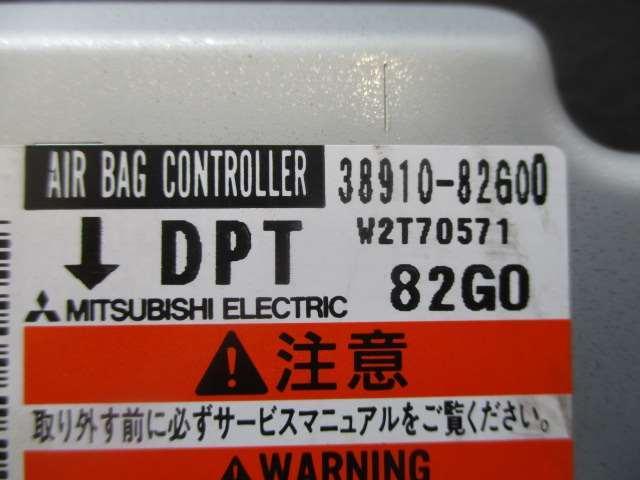 AIR BAG CONTROLLER 38910-82G00
DPT W2T70571
MITSUBISHI ELECTRIC 82G0
注意
取り外す前に必ずサービスマニュアルをご覧ください。
WARNING